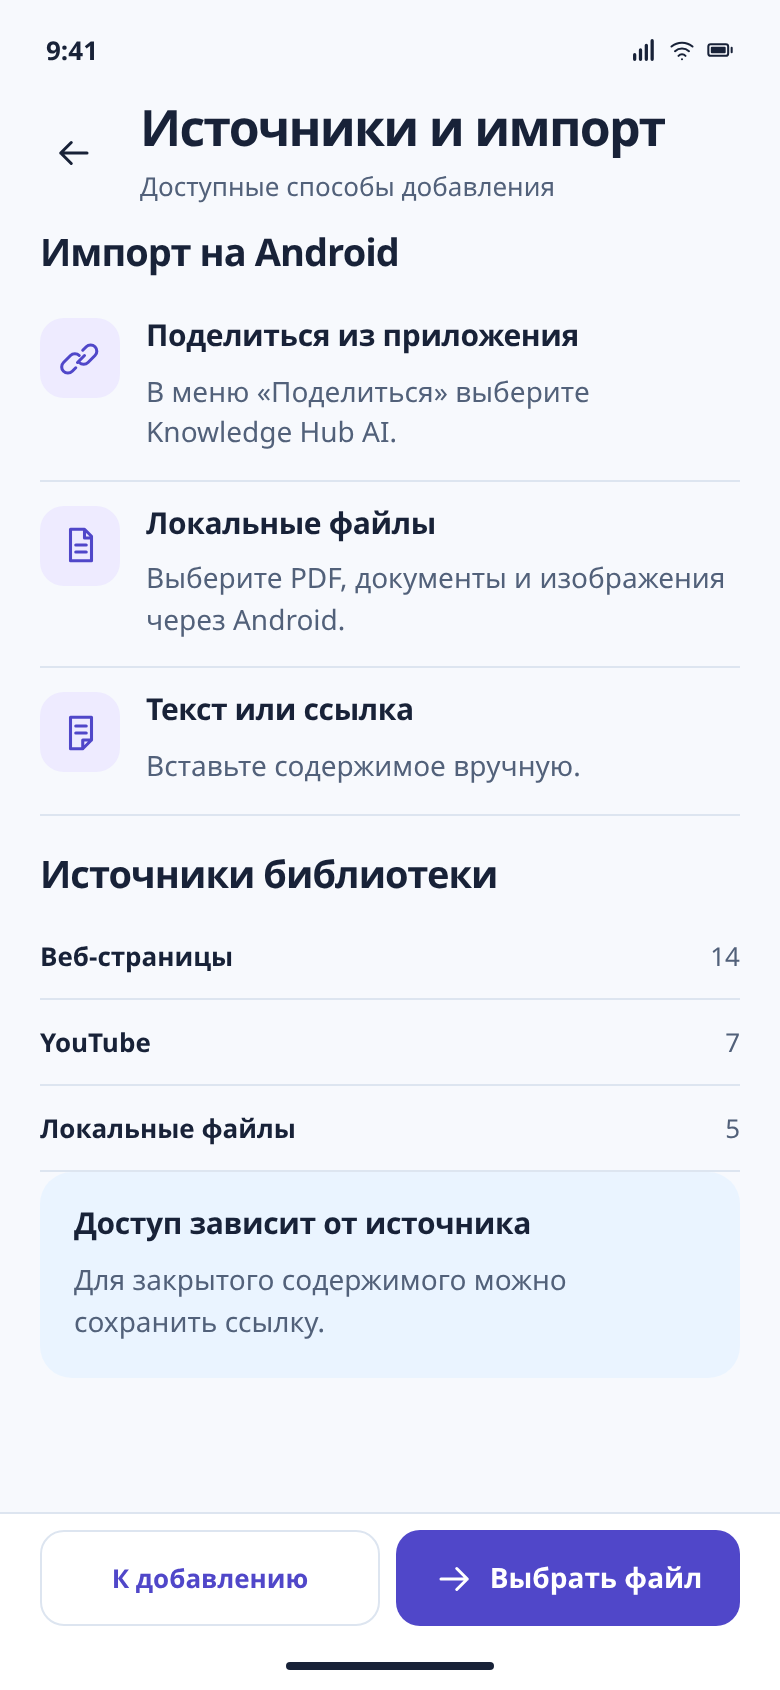 9:41
Источники и импорт
Доступные способы добавления
Импорт на Android
Поделиться из приложения
В меню «Поделиться» выберите
Knowledge Hub AI.
Локальные файлы
Выберите PDF, документы и изображения
через Android.
Текст или ссылка
Вставьте содержимое вручную.
Источники библиотеки
Веб-страницы 14
YouTube 7
Локальные файлы 5
Доступ зависит от источника
Для закрытого содержимого можно
сохранить ссылку.
К добавлению
Выбрать файл